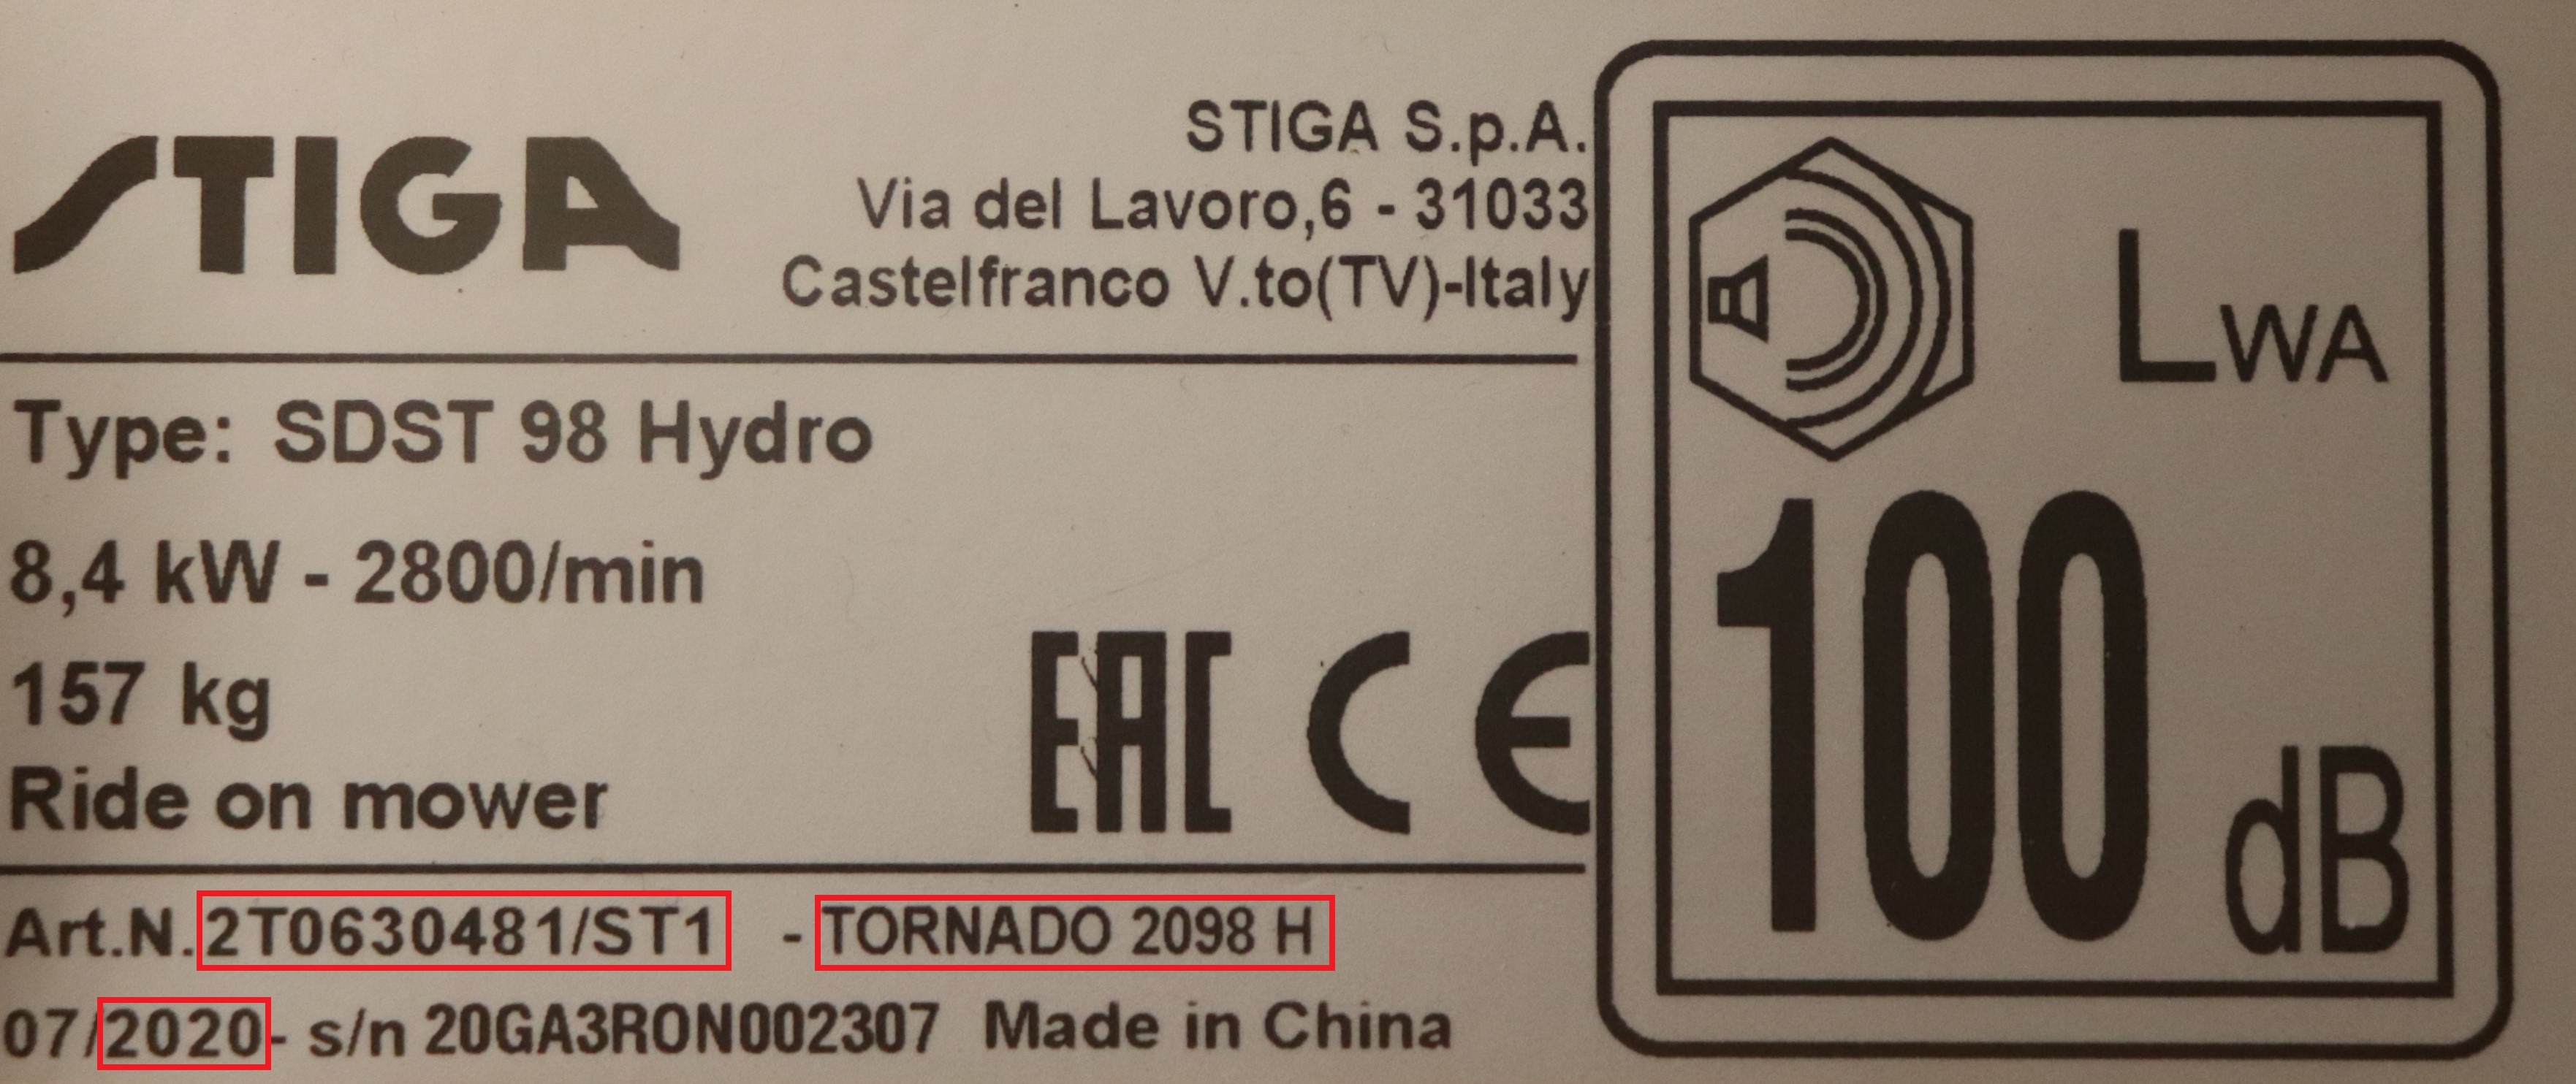 STIGA
STIGA S.p.A.
Via del Lavoro,6 - 31033
Castelfranco V.to(TV)-Italy
Type: SDST 98 Hydro
8,4 kW - 2800/min
157 kg
Ride on mower
EAC CE
Art.N.2T0630481/ST1 - TORNADO 2098 H
07/2020- s/n 20GA3RON002307 Made in China
LWA
100 dB